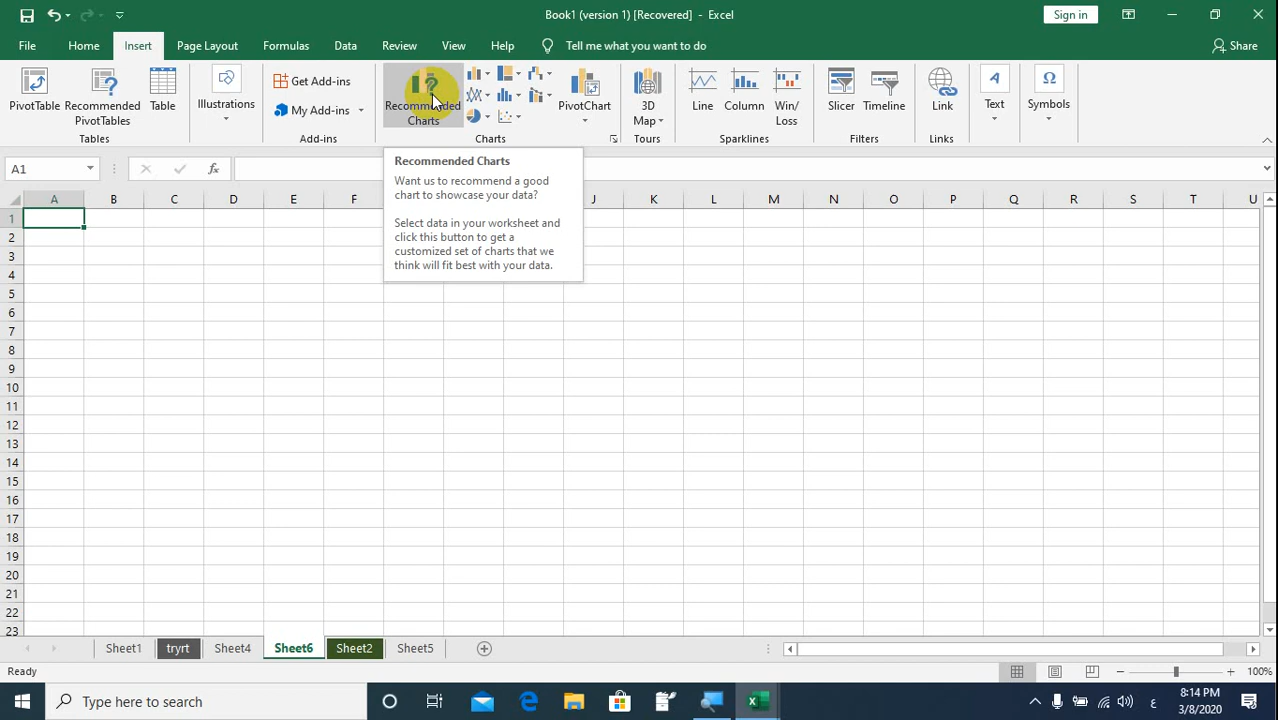 Book1 (version 1) [Recovered] - Excel
Sign in
File Home Insert Page Layout Formulas Data Review View Help Tell me what you want to do Share
PivotTable
Recommended
PivotTables
Table
Tables
Illustrations
Get Add-ins
My Add-ins
Add-ins
Recommended
Charts
PivotChart
Charts
3D
Map
Tours
Line
Column
Win/
Loss
Sparklines
Slicer
Timeline
Filters
Link
Links
Text
Symbols
A1
fx
Recommended Charts
Want us to recommend a good
chart to showcase your data?
Select data in your worksheet and
click this button to get a
customized set of charts that we
think will fit best with your data.
A B C D E F J K L M N O P Q R S T U
1
2
3
4
5
6
7
8
9
10
11
12
13
14
15
16
17
18
19
20
21
22
23
Sheet1 tryrt Sheet4 Sheet6 Sheet2 Sheet5
Ready
100%
Type here to search
ع
8:14 PM
3/8/2020